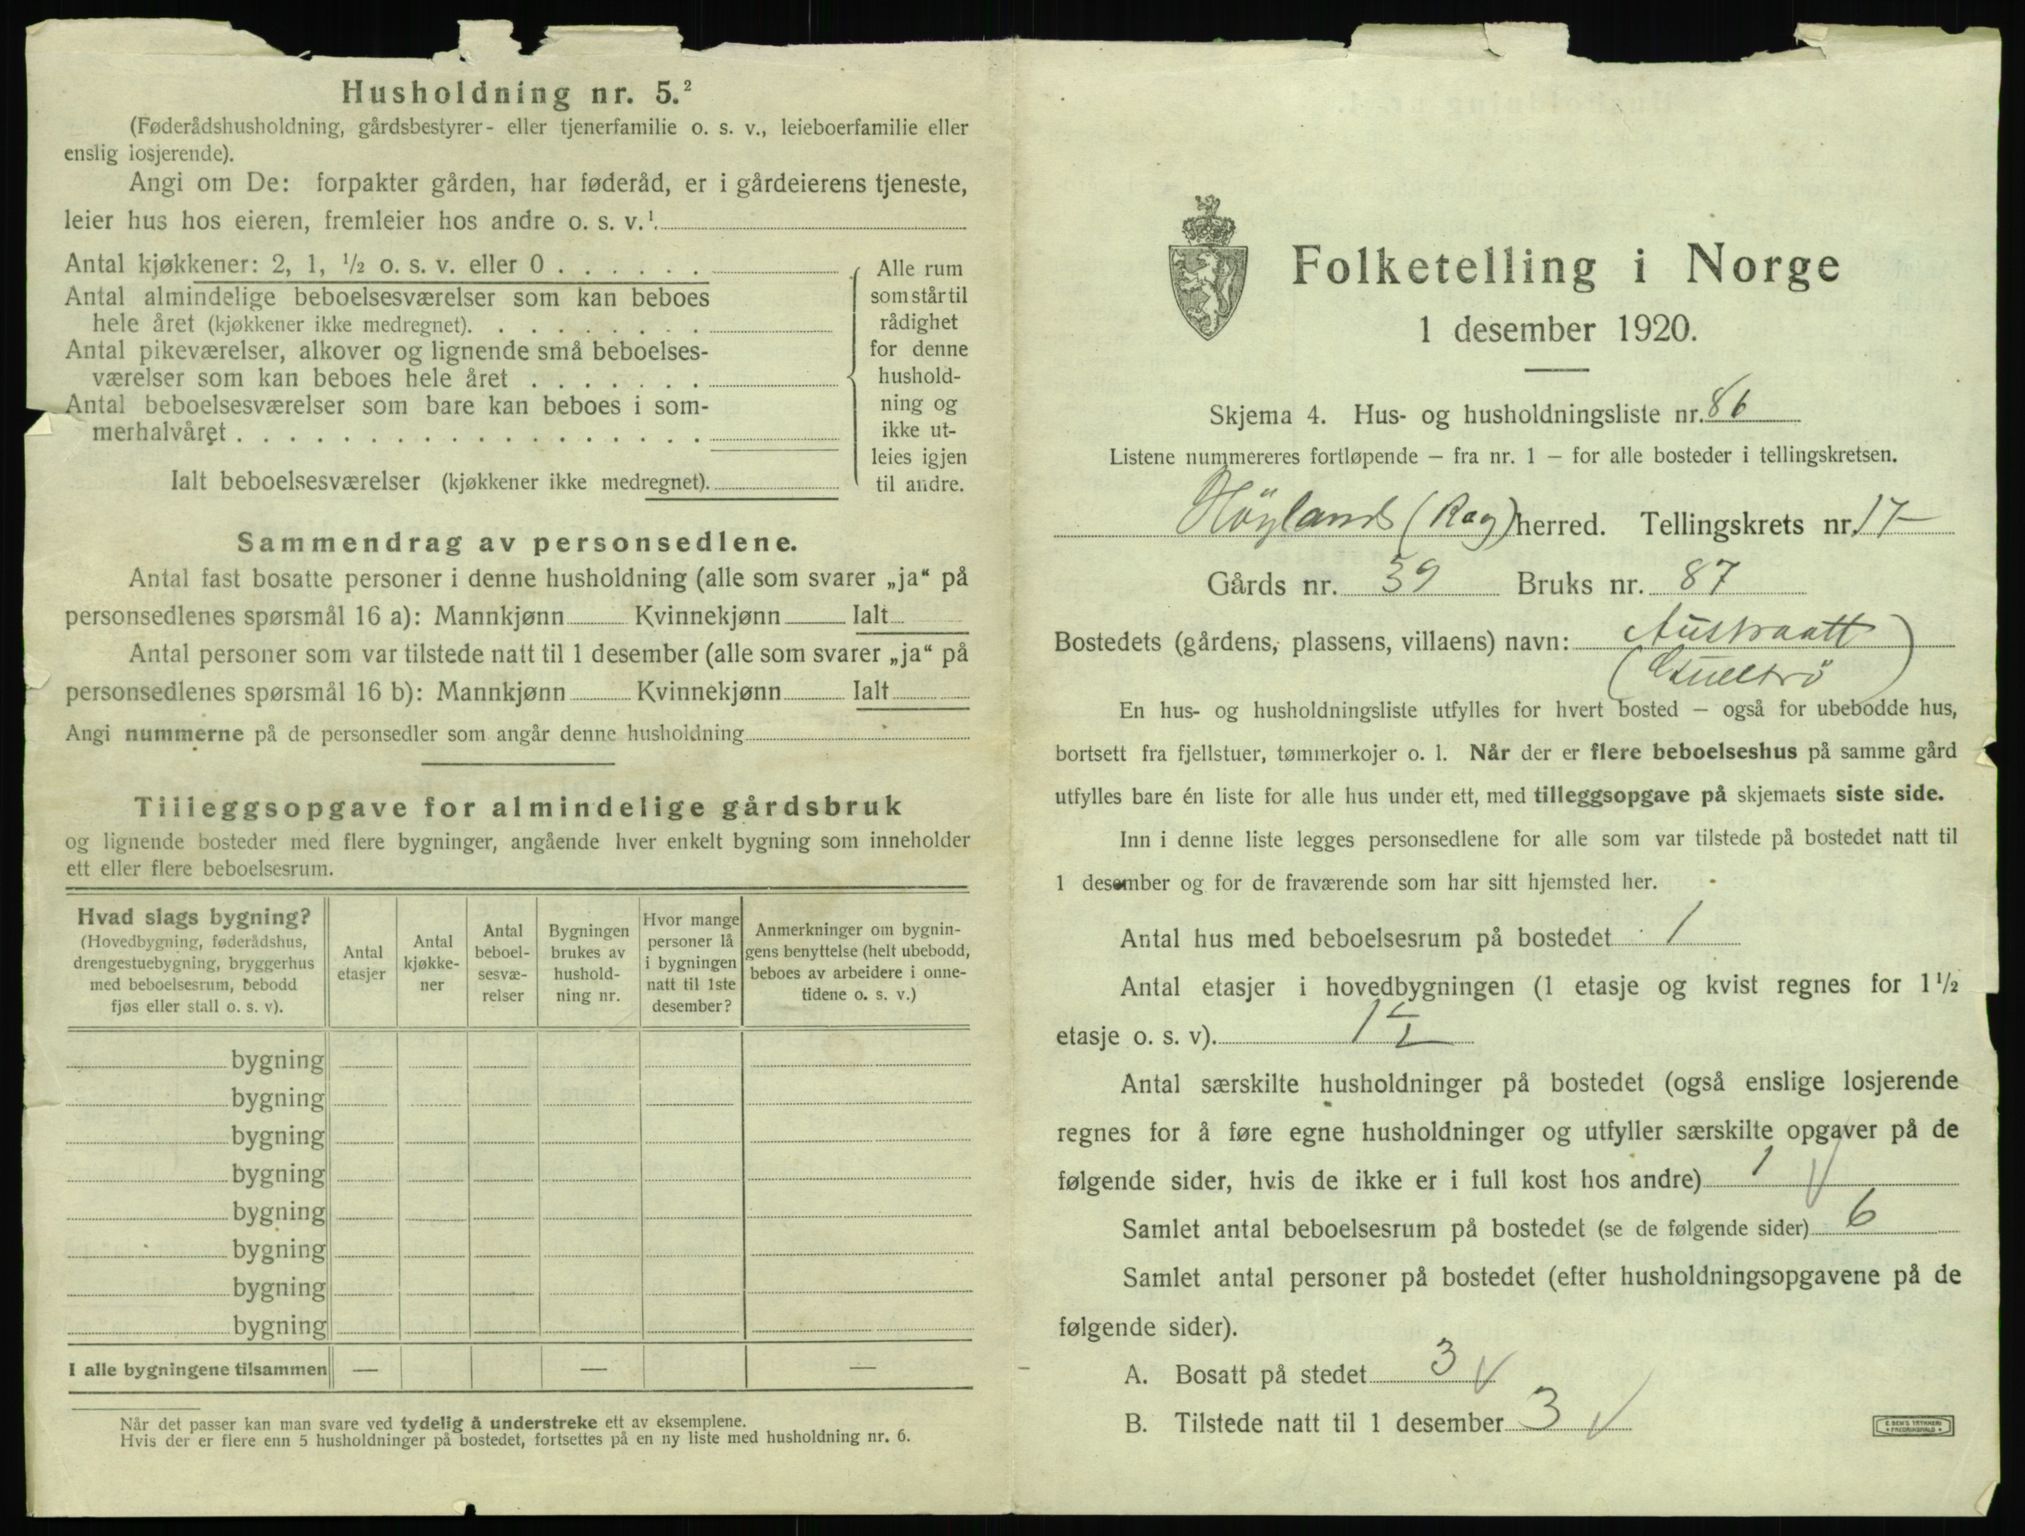 Husholdning nr. 5.²
(Føderådshusholdning, gårdsbestyrer- eller tjenerfamilie o. s. v., leieboerfamilie eller
enslig losjerende).
Angi om De: forpakter gården, har føderåd, er i gårdeierens tjeneste,
leier hus hos eieren, fremleier hos andre o. s. v.¹
Antal kjøkkener: 2, 1, ½ o. s. v. eller 0 . . . . . .
Antal almindelige beboelsesværelser som kan beboes
hele året (kjøkkener ikke medregnet). . . . . . . . .
Antal pikeværelser, alkover og lignende små beboelses-
værelser som kan beboes hele året . . . . . . .
Antal beboelsesværelser som bare kan beboes i som-
merhalvåret . . . . . . . . . . . . . . . . . .
Ialt beboelsesværelser (kjøkkener ikke medregnet).
Alle rum
som står til
rådighet
for denne
hushold-
ning og
ikke ut-
leies igjen
til andre.
Sammendrag av personsedlene.
Antal fast bosatte personer i denne husholdning (alle som svarer „ja“ på
personsedlenes spørsmål 16 a): Mannkjønn Kvinnekjønn Ialt
Antal personer som var tilstede natt til 1 desember (alle som svarer „ja“ på
personsedlenes spørsmål 16 b): Mannkjønn Kvinnekjønn Ialt
Angi nummerne på de personsedler som angår denne husholdning
Tilleggsopgave for almindelige gårdsbruk
og lignende bosteder med flere bygninger, angående hver enkelt bygning som inneholder
ett eller flere beboelsesrum.
Hvad slags bygning?
(Hovedbygning, føderådshus,
drengestuebygning, bryggerhus
med beboelsesrum, bebodd
fjøs eller stall o. s. v).
Antal
etasjer
Antal
kjøkke-
ner
Antal
beboel-
sesvæ-
relser
Bygningen
brukes av
hushold-
ning nr.
Hvor mange
personer lå
i bygningen
natt til 1ste
desember?
Anmerkninger om bygnin-
gens benyttelse (helt ubebodd,
beboes av arbeidere i onne-
tidene o. s. v.)
bygning
bygning
bygning
bygning
bygning
bygning
bygning
bygning
I alle bygningene tilsammen — — —
Når det passer kan man svare ved tydelig å understreke ett av eksemplene.
Hvis der er flere enn 5 husholdninger på bostedet, fortsettes på en ny liste med husholdning nr. 6.
Folketelling i Norge
1 desember 1920.
Skjema 4. Hus- og husholdningsliste nr. 86
Listene nummereres fortløpende – fra nr. 1 – for alle bosteder i tellingskretsen.
Höyland (Rog) herred. Tellingskrets nr. 17
Gårds nr. 39 Bruks nr. 87
Bostedets (gårdens, plassens, villaens) navn: Austraatt
En hus- og husholdningsliste utfylles for hvert bosted – også for ubebodde hus,
bortsett fra fjellstuer, tømmerkojer o. l. Når der er flere beboelseshus på samme gård
utfylles bare én liste for alle hus under ett, med tilleggsopgave på skjemaets siste side.
Inn i denne liste legges personsedlene for alle som var tilstede på bostedet natt til
1 desember og for de fraværende som har sitt hjemsted her.
Antal hus med beboelsesrum på bostedet 1
Antal etasjer i hovedbygningen (1 etasje og kvist regnes for 1½
etasje o. s. v). 1½
Antal særskilte husholdninger på bostedet (også enslige losjerende
regnes for å føre egne husholdninger og utfyller særskilte opgaver på de
følgende sider, hvis de ikke er i full kost hos andre) 1
Samlet antal beboelsesrum på bostedet (se de følgende sider) 6
Samlet antal personer på bostedet (efter husholdningsopgavene på de
følgende sider).
A. Bosatt på stedet 3
B. Tilstede natt til 1 desember 3